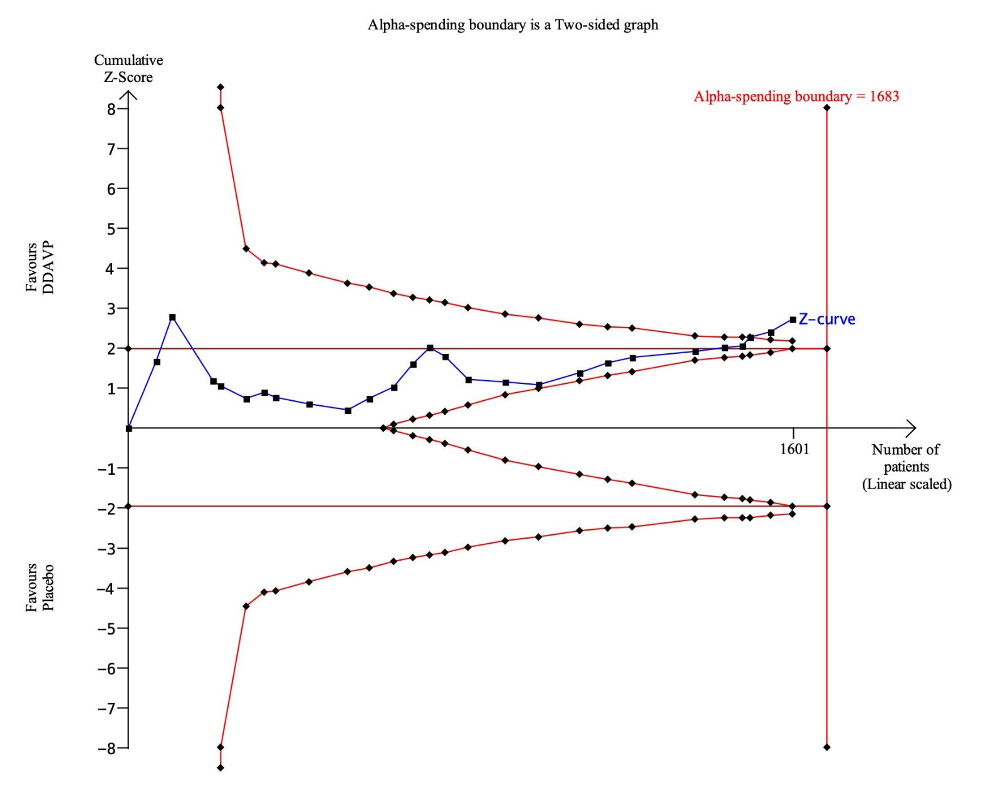 Alpha-spending boundary is a Two-sided graph
Cumulative
Z-Score
Alpha-spending boundary = 1683
8
7
6
5
4
3
2
1
−1
−2
−3
−4
−5
−6
−7
−8
Favours
DDAVP
Favours
Placebo
Z−curve
1601
Number of
patients
(Linear scaled)